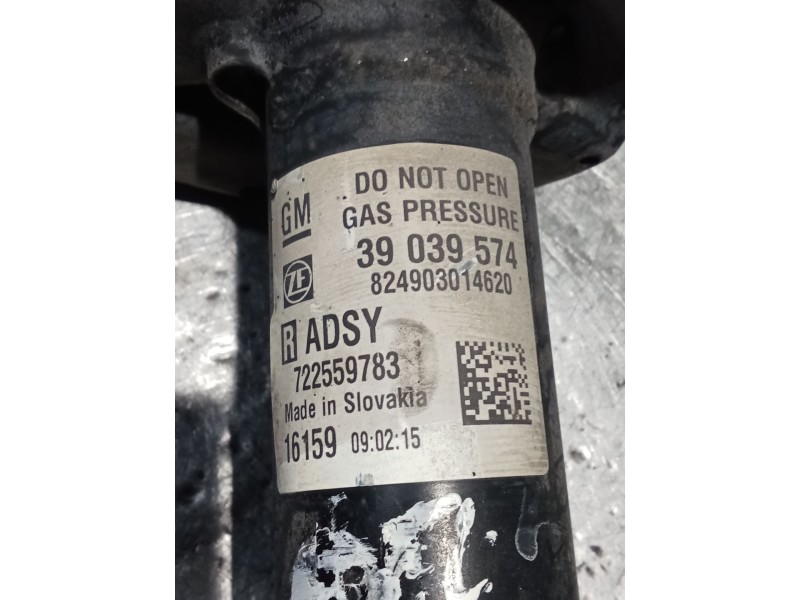 DO NOT OPEN
GM GAS PRESSURE
39 039 574
ZF 824903014620
R ADSY
722559783
Made in Slovakia
16159 09:02:15